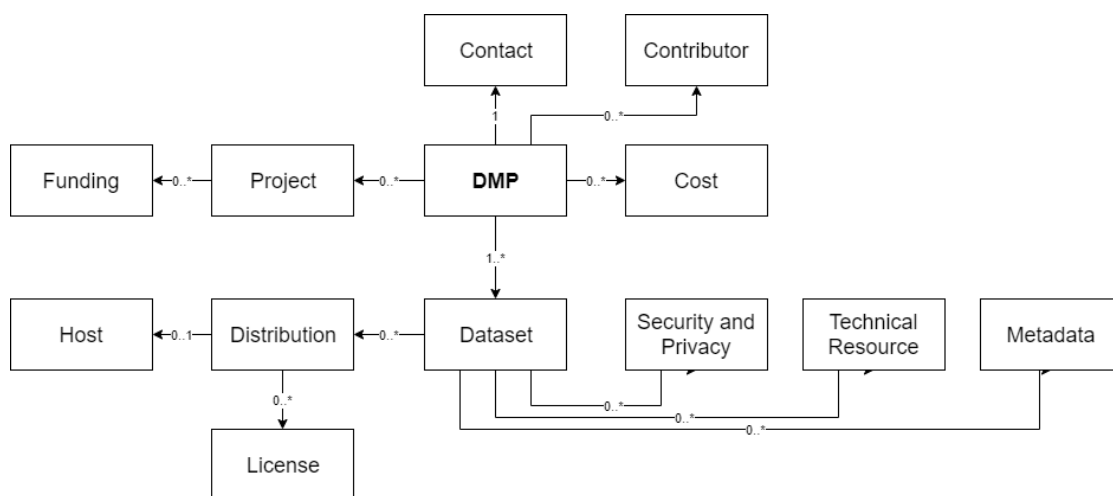 Contact
Contributor
1
0..*
Funding
0..*
Project
0..*
DMP
0..*
Cost
1..*
Host
0..1
Distribution
0..*
Dataset
Security and
Privacy
Technical
Resource
Metadata
0..*
0..*
0..*
0..*
License